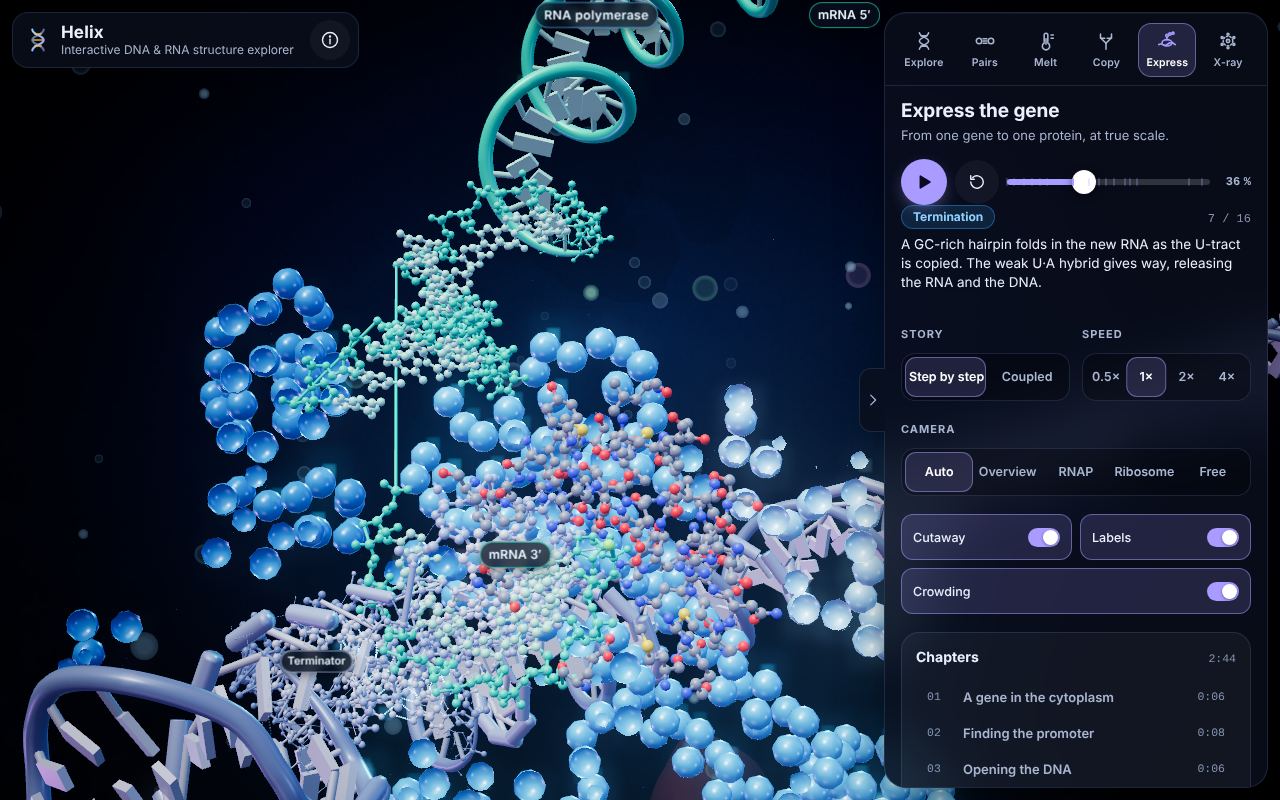 Helix
Interactive DNA & RNA structure explorer
RNA polymerase
mRNA 5′
mRNA 3′
Terminator
Explore
Pairs
Melt
Copy
Express
X-ray
Express the gene
From one gene to one protein, at true scale.
36 %
Termination
7 / 16
A GC-rich hairpin folds in the new RNA as the U-tract
is copied. The weak U·A hybrid gives way, releasing
the RNA and the DNA.
STORY
SPEED
Step by step
Coupled
0.5×
1×
2×
4×
CAMERA
Auto
Overview
RNAP
Ribosome
Free
Cutaway
Labels
Crowding
Chapters
2:44
01 A gene in the cytoplasm 0:06
02 Finding the promoter 0:08
03 Opening the DNA 0:06